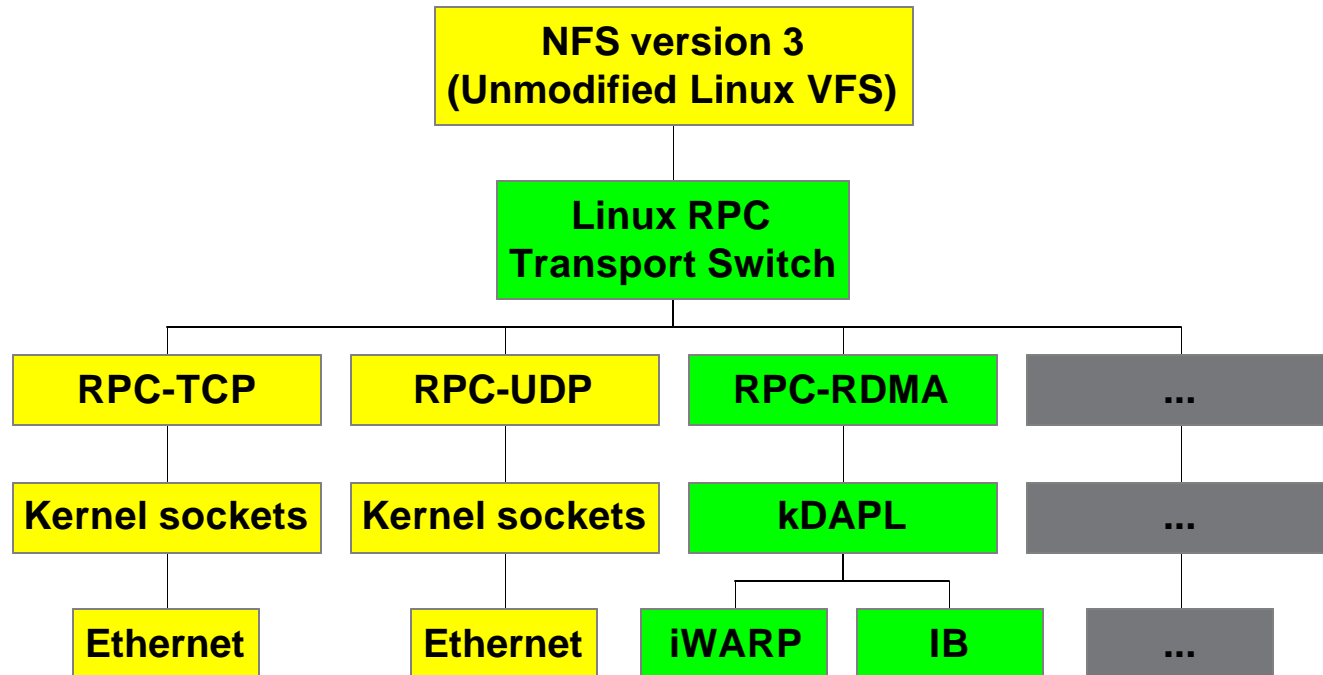 NFS version 3
(Unmodified Linux VFS)
Linux RPC
Transport Switch
RPC-TCP
RPC-UDP
RPC-RDMA
...
Kernel sockets
Kernel sockets
kDAPL
...
Ethernet
Ethernet
iWARP
IB
...